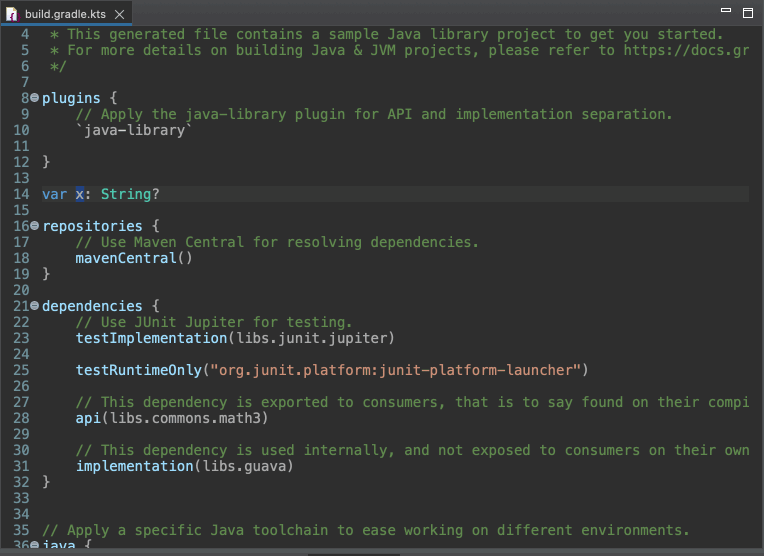 build.gradle.kts
4 * This generated file contains a sample Java library project to get you started.
5 * For more details on building Java & JVM projects, please refer to https://docs.gr
6 */
7
8 plugins {
9 // Apply the java-library plugin for API and implementation separation.
10 `java-library`
11
12 }
13
14 var x: String?
15
16 repositories {
17 // Use Maven Central for resolving dependencies.
18 mavenCentral()
19 }
20
21 dependencies {
22 // Use JUnit Jupiter for testing.
23 testImplementation(libs.junit.jupiter)
24
25 testRuntimeOnly("org.junit.platform:junit-platform-launcher")
26
27 // This dependency is exported to consumers, that is to say found on their compi
28 api(libs.commons.math3)
29
30 // This dependency is used internally, and not exposed to consumers on their own
31 implementation(libs.guava)
32 }
33
34
35 // Apply a specific Java toolchain to ease working on different environments.
36 java {